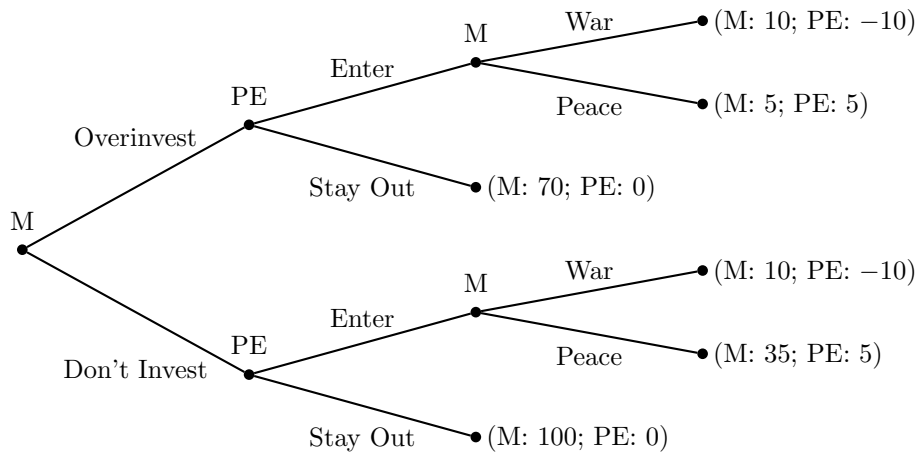 War
(M: 10; PE: −10)
M
Enter
Peace
(M: 5; PE: 5)
PE
Overinvest
Stay Out
(M: 70; PE: 0)
M
War
(M: 10; PE: −10)
M
Enter
Peace
(M: 35; PE: 5)
PE
Don't Invest
Stay Out
(M: 100; PE: 0)